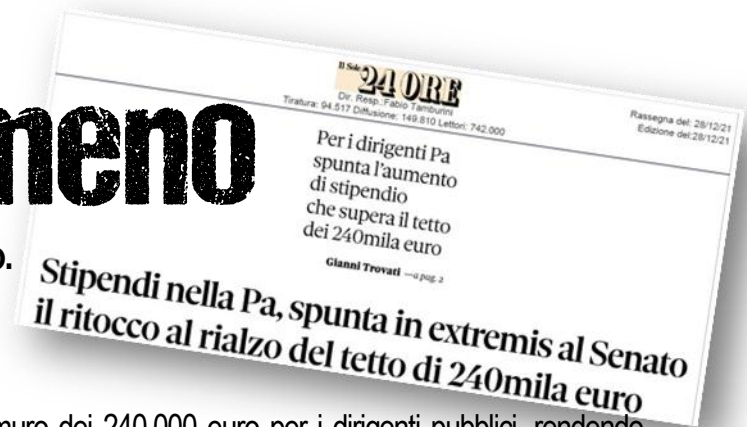 Il Sole
24 ORE
Dir. Resp.: Fabio Tamburini
Tiratura: 94.517 Diffusione: 149.810 Lettori: 742.000
Rassegna del: 28/12/21
Edizione del:28/12/21
meno
o.
Per i dirigenti Pa
spunta l'aumento
di stipendio
che supera il tetto
dei 240mila euro
Gianni Trovati —a pag. 2
Stipendi nella Pa, spunta in extremis al Senato
il ritocco al rialzo del tetto di 240mila euro
muro dei 240.000 euro per i dirigenti pubblici, rendendo